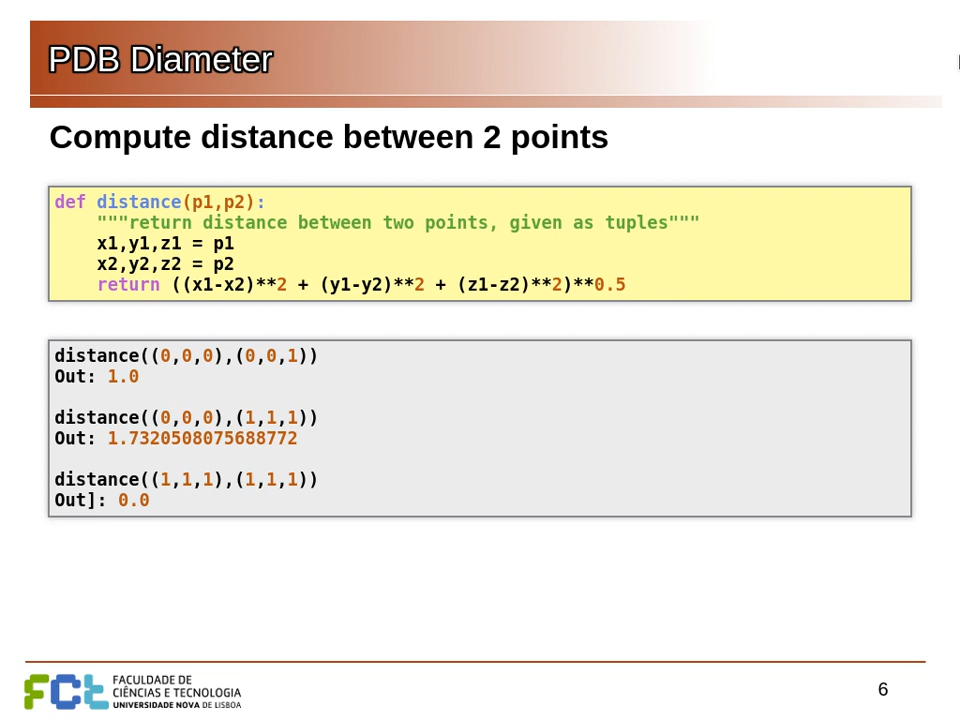 PDB Diameter
Compute distance between 2 points
def distance(p1,p2):
    """return distance between two points, given as tuples"""
    x1,y1,z1 = p1
    x2,y2,z2 = p2
    return ((x1-x2)**2 + (y1-y2)**2 + (z1-z2)**2)**0.5
distance((0,0,0),(0,0,1))
Out: 1.0
distance((0,0,0),(1,1,1))
Out: 1.7320508075688772
distance((1,1,1),(1,1,1))
Out]: 0.0
FCt
FACULDADE DE
CIÊNCIAS E TECNOLOGIA
UNIVERSIDADE NOVA DE LISBOA
6